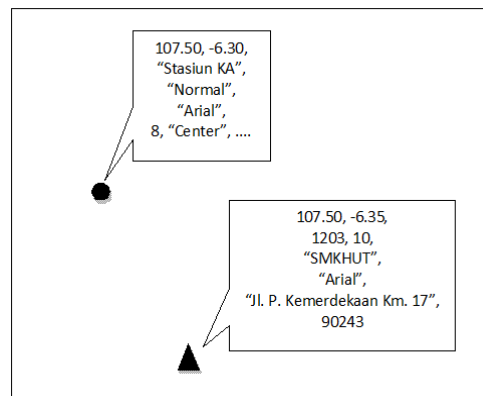 107.50, -6.30,
“Stasiun KA”,
“Normal”,
“Arial”,
8, “Center”, ....
107.50, -6.35,
1203, 10,
“SMKHUT”,
“Arial”,
“Jl. P. Kemerdekaan Km. 17”,
90243